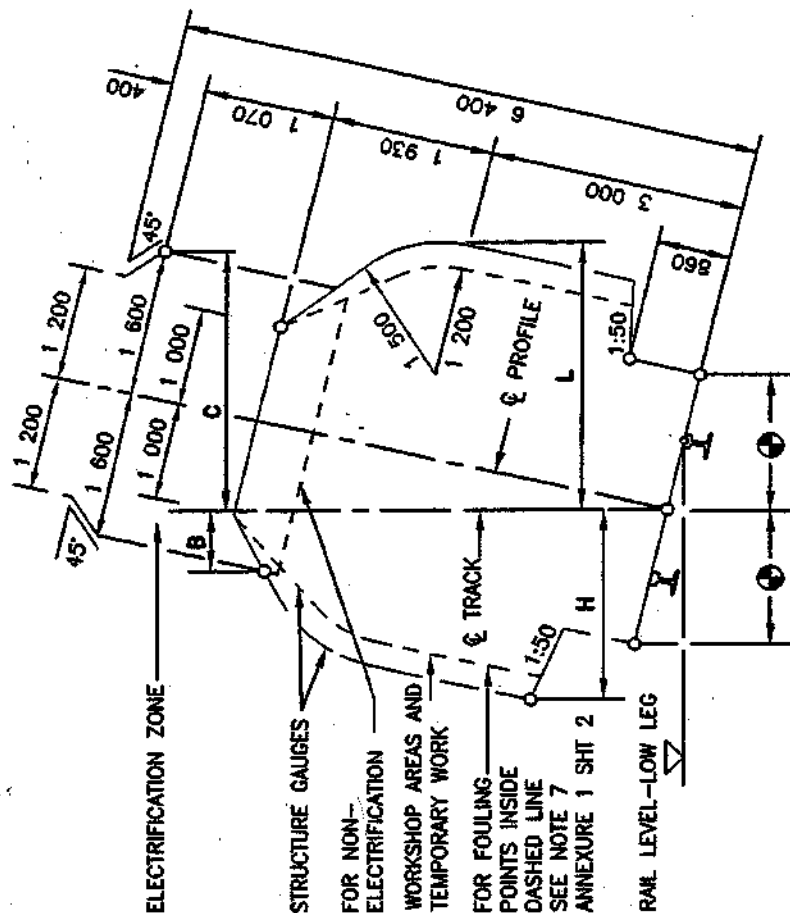 400
45°
1 200
1 200
1 600
1 600
1 000
1 000
45°
C
B
1 070
1 930
6 400
3 000
860
1 500
1 200
1:50
℄ PROFILE
L
℄ TRACK
H
1:50
ELECTRIFICATION ZONE
STRUCTURE GAUGES
FOR NON-
ELECTRIFICATION
WORKSHOP AREAS AND
TEMPORARY WORK
FOR FOULING
POINTS INSIDE
DASHED LINE
SEE NOTE 7
ANNEXURE 1 SHT 2
RAIL LEVEL-LOW LEG